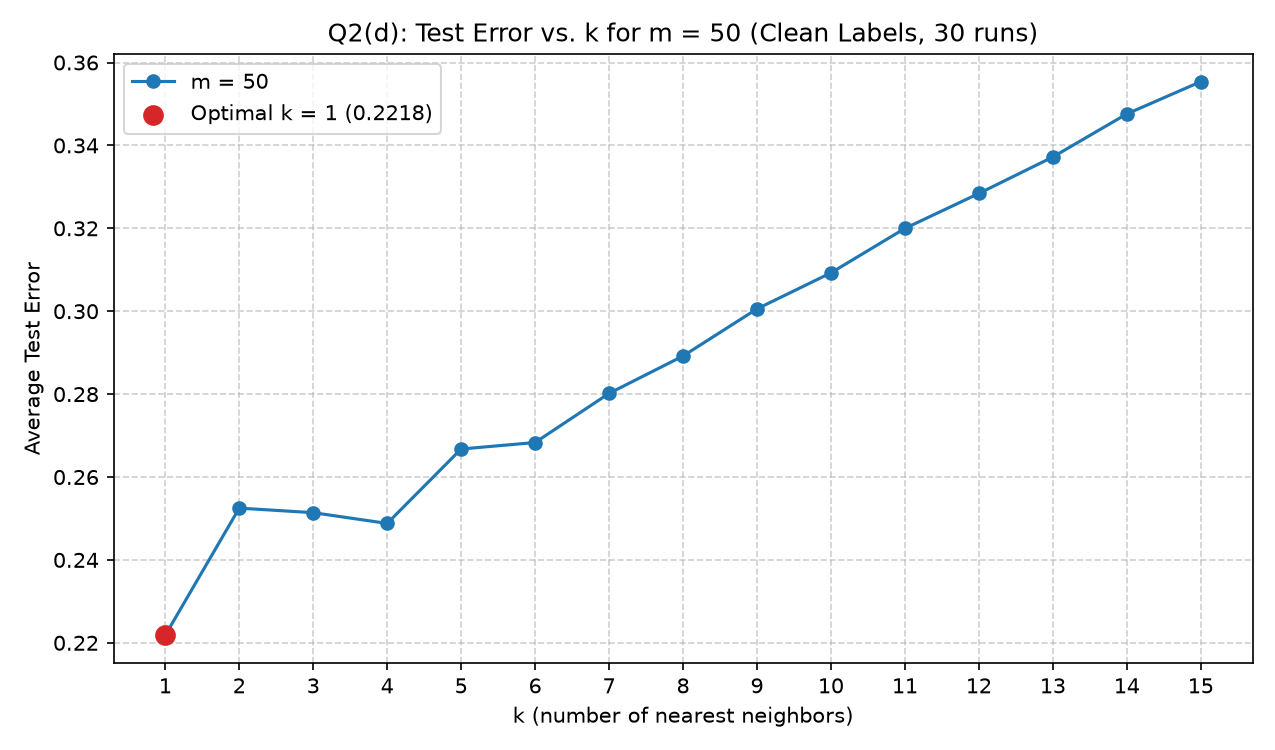 Q2(d): Test Error vs. k for m = 50 (Clean Labels, 30 runs)
m = 50
Optimal k = 1 (0.2218)
Average Test Error
0.36
0.34
0.32
0.30
0.28
0.26
0.24
0.22
1 2 3 4 5 6 7 8 9 10 11 12 13 14 15
k (number of nearest neighbors)